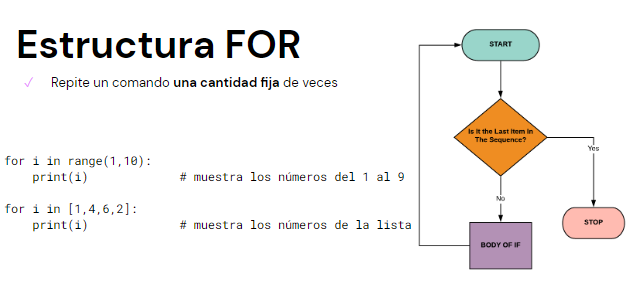 Estructura FOR
✓ Repite un comando una cantidad fija de veces
for i in range(1,10):
    print(i)             # muestra los números del 1 al 9
for i in [1,4,6,2]:
    print(i)             # muestra los números de la lista
START
Is It the Last Item In
The Sequence?
Yes
No
STOP
BODY OF IF